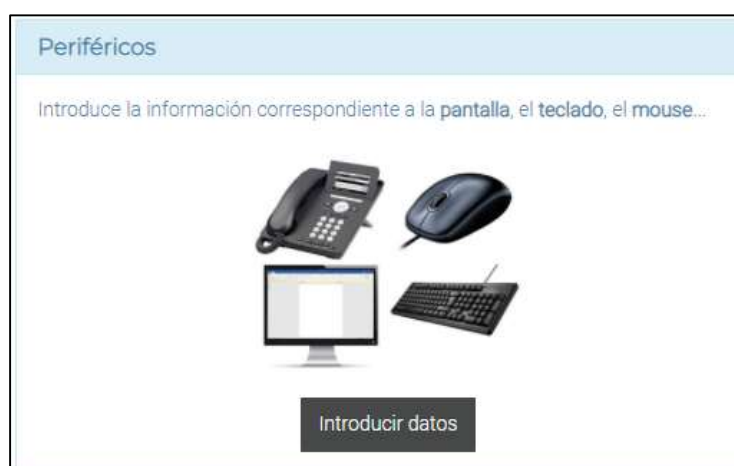 Periféricos
Introduce la información correspondiente a la pantalla, el teclado, el mouse...
Introducir datos